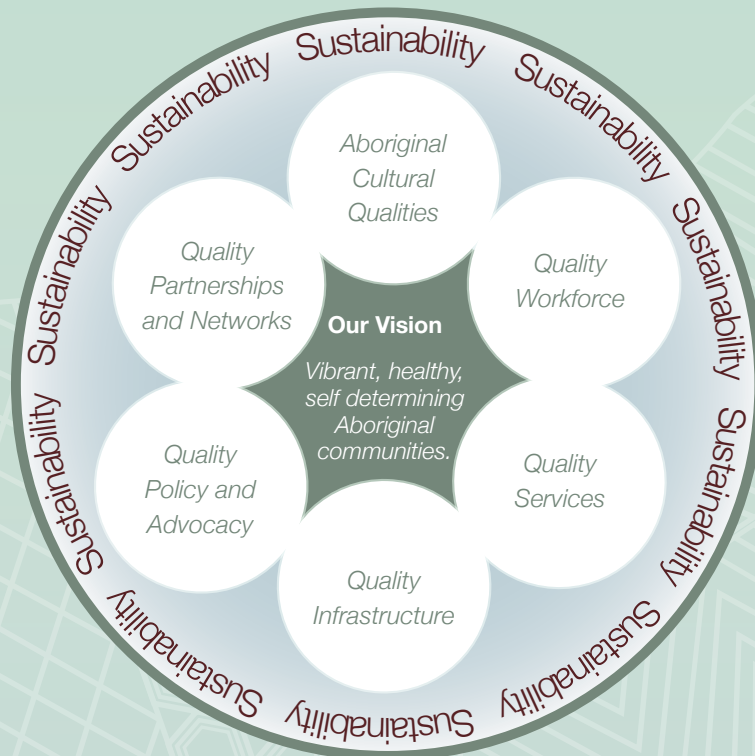 Sustainability
Sustainability
Sustainability
Sustainability
Sustainability
Sustainability
Sustainability
Sustainability
Sustainability
Sustainability
Aboriginal
Cultural
Qualities
Quality
Workforce
Quality
Services
Quality
Infrastructure
Quality
Policy and
Advocacy
Quality
Partnerships
and Networks
Our Vision
Vibrant, healthy,
self determining
Aboriginal
communities.